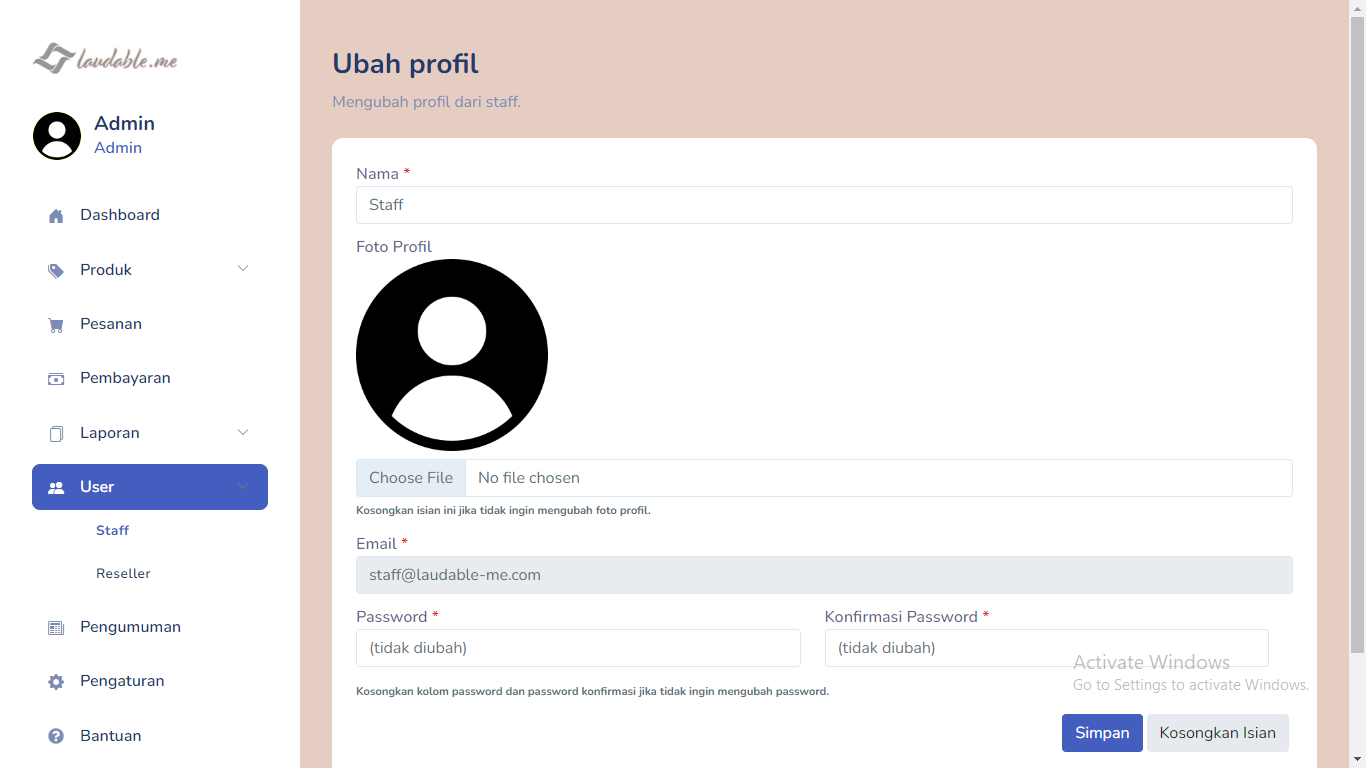 laudable.me
Admin
Admin
Dashboard
Produk
Pesanan
Pembayaran
Laporan
User
Staff
Reseller
Pengumuman
Pengaturan
Bantuan
Ubah profil
Mengubah profil dari staff.
Nama *
Staff
Foto Profil
Choose File No file chosen
Kosongkan isian ini jika tidak ingin mengubah foto profil.
Email *
staff@laudable-me.com
Password * Konfirmasi Password *
(tidak diubah) (tidak diubah)
Activate Windows
Go to Settings to activate Windows.
Kosongkan kolom password dan password konfirmasi jika tidak ingin mengubah password.
Simpan Kosongkan Isian